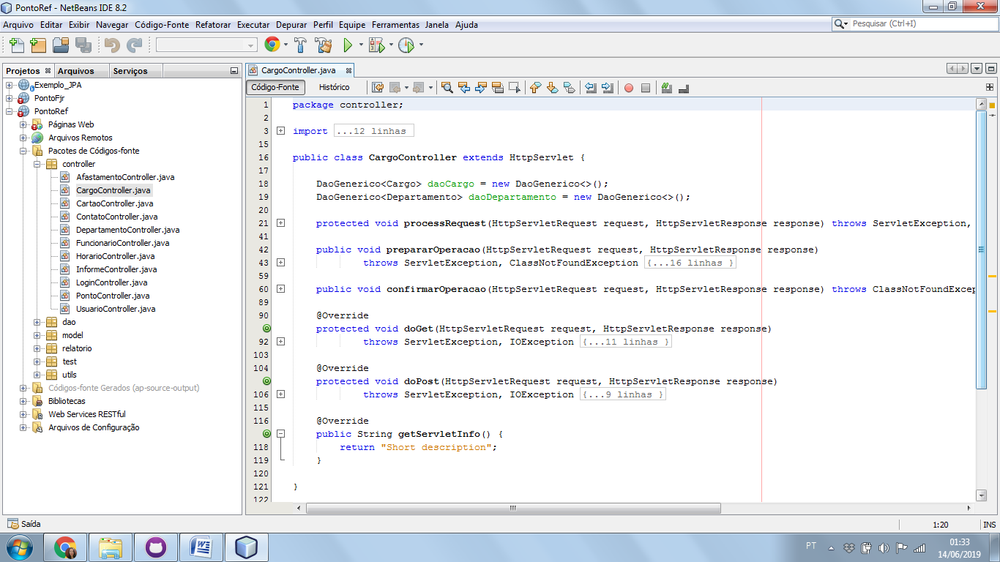 PontoRef - NetBeans IDE 8.2
Arquivo Editar Exibir Navegar Código-Fonte Refatorar Executar Depurar Perfil Equipe Ferramentas Janela Ajuda
Pesquisar (Ctrl+I)
Projetos Arquivos Serviços
Exemplo_JPA
PontoFjr
PontoRef
Páginas Web
Arquivos Remotos
Pacotes de Códigos-fonte
controller
AfastamentoController.java
CargoController.java
CartaoController.java
ContatoController.java
DepartamentoController.java
FuncionarioController.java
HorarioController.java
InformeController.java
LoginController.java
PontoController.java
UsuarioController.java
dao
model
relatorio
test
utils
Códigos-fonte Gerados (ap-source-output)
Bibliotecas
Web Services RESTful
Arquivos de Configuração
CargoController.java
Código-Fonte Histórico
1 package controller;
2
3 import ...12 linhas
15
16 public class CargoController extends HttpServlet {
17
18 DaoGenerico<Cargo> daoCargo = new DaoGenerico<>();
19 DaoGenerico<Departamento> daoDepartamento = new DaoGenerico<>();
20
21 protected void processRequest(HttpServletRequest request, HttpServletResponse response) throws ServletException,
41
42 public void prepararOperacao(HttpServletRequest request, HttpServletResponse response)
43 throws ServletException, ClassNotFoundException {...16 linhas }
59
60 public void confirmarOperacao(HttpServletRequest request, HttpServletResponse response) throws ClassNotFoundExcep
89
90 @Override
protected void doGet(HttpServletRequest request, HttpServletResponse response)
92 throws ServletException, IOException {...11 linhas }
103
104 @Override
protected void doPost(HttpServletRequest request, HttpServletResponse response)
106 throws ServletException, IOException {...9 linhas }
115
116 @Override
public String getServletInfo() {
118 return "Short description";
119 }
120
121 }
122
Saída
1:20 INS
PT
01:33
14/06/2019